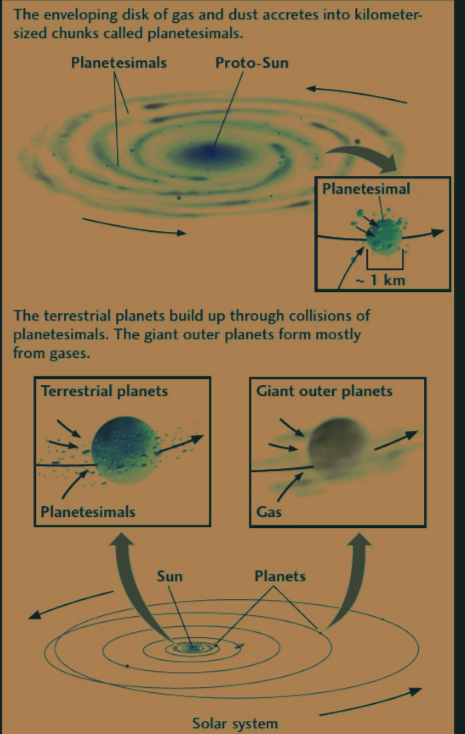 The enveloping disk of gas and dust accretes into kilometer-
sized chunks called planetesimals.
Planetesimals
Proto-Sun
Planetesimal
~ 1 km
The terrestrial planets build up through collisions of
planetesimals. The giant outer planets form mostly
from gases.
Terrestrial planets
Planetesimals
Giant outer planets
Gas
Sun
Planets
Solar system